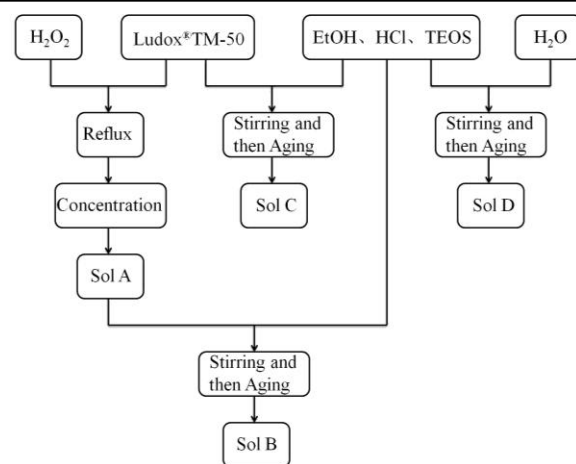 H₂O₂
Ludox®TM-50
EtOH、HCl、TEOS
H₂O
Reflux
Stirring and
then Aging
Stirring and
then Aging
Concentration
Sol C
Sol D
Sol A
Stirring and
then Aging
Sol B